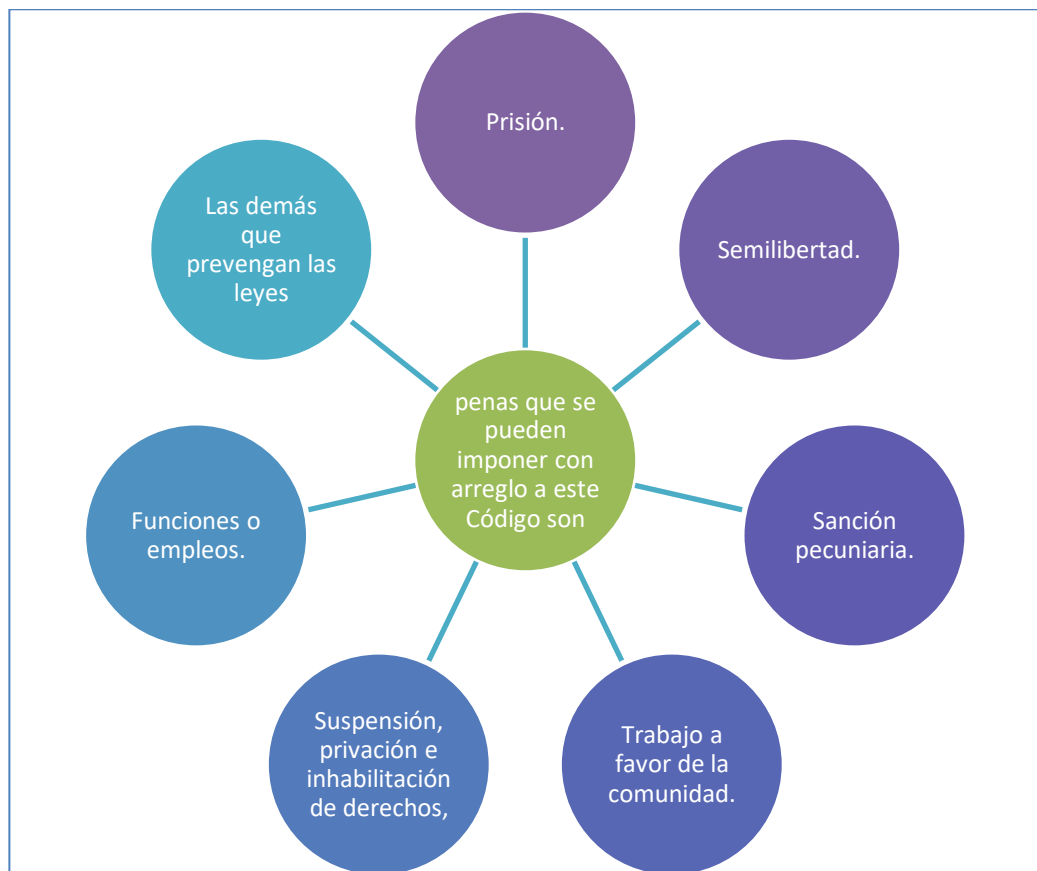 Prisión.
Semilibertad.
Sanción
pecuniaria.
Trabajo a
favor de la
comunidad.
Suspensión,
privación e
inhabilitación
de derechos,
Funciones o
empleos.
Las demás
que
prevengan las
leyes
penas que se
pueden
imponer con
arreglo a este
Código son